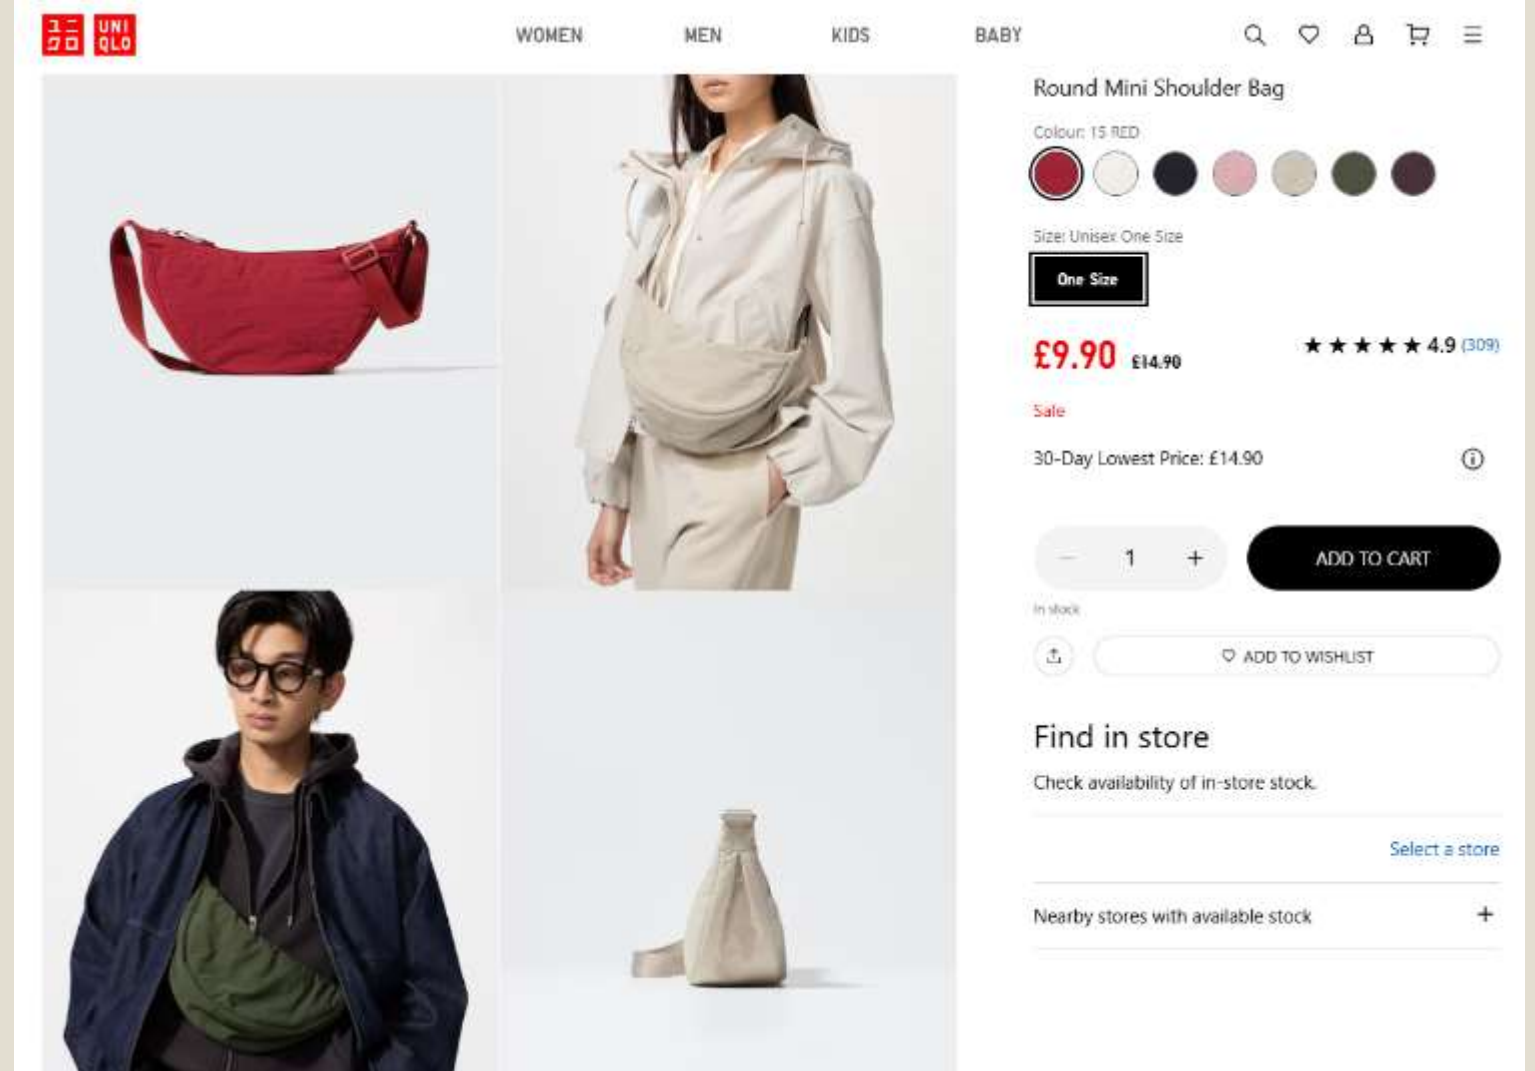 ユニ
クロ
UNI
QLO
WOMEN
MEN
KIDS
BABY
Round Mini Shoulder Bag
Colour: 15 RED
Size: Unisex One Size
One Size
£9.90 £14.90
★★★★★ 4.9 (309)
Sale
30-Day Lowest Price: £14.90
1
ADD TO CART
In stock
ADD TO WISHLIST
Find in store
Check availability of in-store stock.
Select a store
Nearby stores with available stock